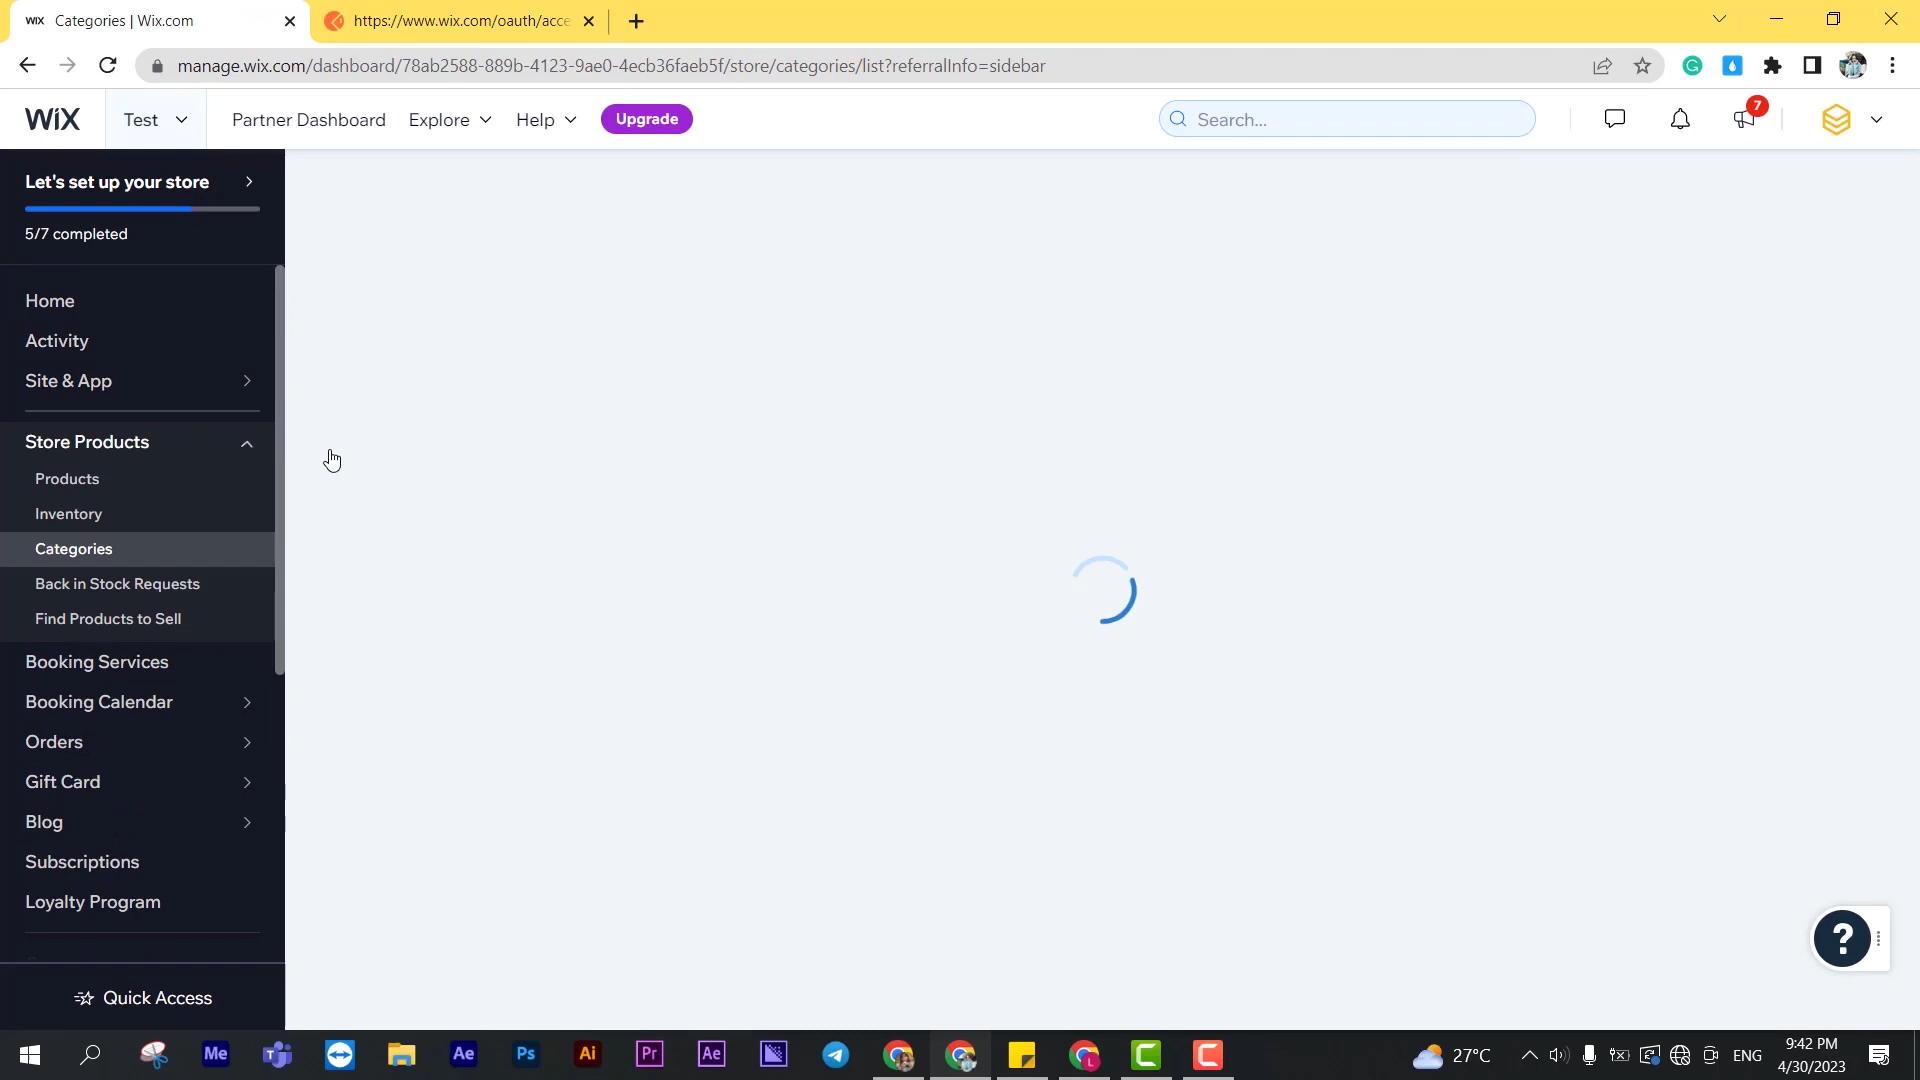 WIX Categories | Wix.com
https://www.wix.com/oauth/acce
manage.wix.com/dashboard/78ab2588-889b-4123-9ae0-4ecb36faeb5f/store/categories/list?referralInfo=sidebar
WIX
Test
Partner Dashboard
Explore
Help
Upgrade
Search...
7
Let's set up your store
5/7 completed
Home
Activity
Site & App
Store Products
Products
Inventory
Categories
Back in Stock Requests
Find Products to Sell
Booking Services
Booking Calendar
Orders
Gift Card
Blog
Subscriptions
Loyalty Program
Quick Access
?
Me
Ae
Ps
Ai
Pr
Ae
L
27°C
ENG
9:42 PM
4/30/2023